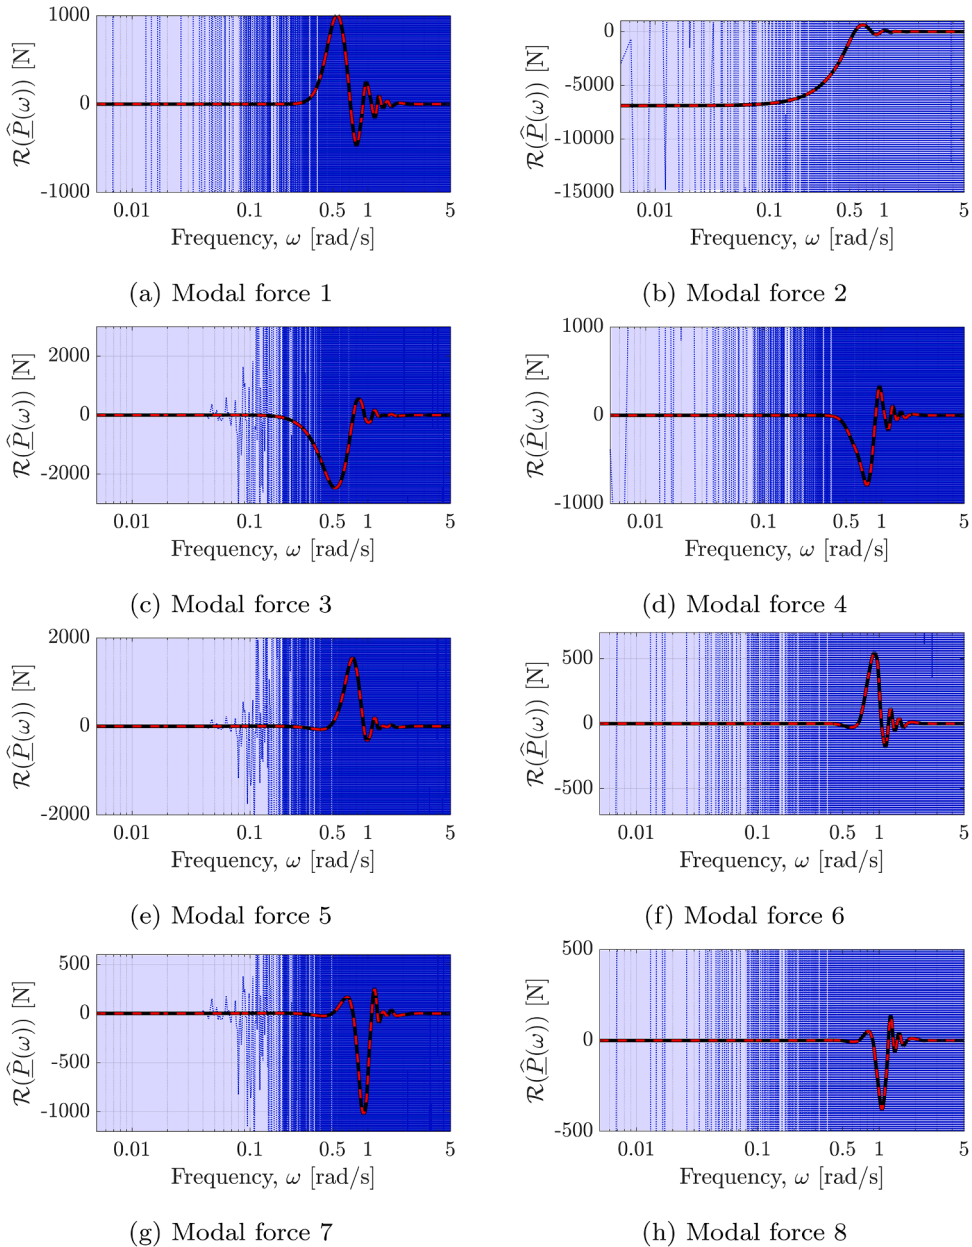 1000
0
-1000
ℛ(P̲̂(ω)) [N]
0.01 0.1 0.5 1 5
Frequency, ω [rad/s]
(a) Modal force 1
0
-5000
-10000
-15000
ℛ(P̲̂(ω)) [N]
0.01 0.1 0.5 1 5
Frequency, ω [rad/s]
(b) Modal force 2
2000
0
-2000
ℛ(P̲̂(ω)) [N]
0.01 0.1 0.5 1 5
Frequency, ω [rad/s]
(c) Modal force 3
1000
0
-1000
ℛ(P̲̂(ω)) [N]
0.01 0.1 0.5 1 5
Frequency, ω [rad/s]
(d) Modal force 4
2000
0
-2000
ℛ(P̲̂(ω)) [N]
0.01 0.1 0.5 1 5
Frequency, ω [rad/s]
(e) Modal force 5
500
0
-500
ℛ(P̲̂(ω)) [N]
0.01 0.1 0.5 1 5
Frequency, ω [rad/s]
(f) Modal force 6
500
0
-500
-1000
ℛ(P̲̂(ω)) [N]
0.01 0.1 0.5 1 5
Frequency, ω [rad/s]
(g) Modal force 7
500
0
-500
ℛ(P̲̂(ω)) [N]
0.01 0.1 0.5 1 5
Frequency, ω [rad/s]
(h) Modal force 8